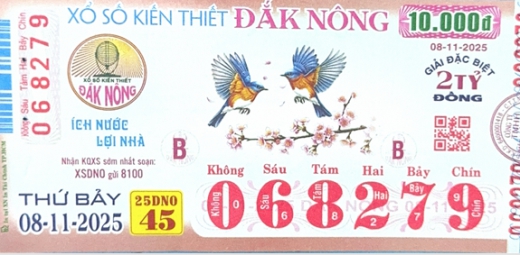 XỔ SỐ KIẾN THIẾT ĐẮK NÔNG
10.000đ
08-11-2025
GIẢI ĐẶC BIỆT
2 TỶ
ĐỒNG
Không Sáu Tám Hai Bảy Chín
068279
XỔ SỐ KIẾN THIẾT
ĐẮK NÔNG
ÍCH NƯỚC
LỢI NHÀ
Nhận KQXS sớm nhất soạn:
XSDNO gửi 8100
B
B
THỨ BẢY
08-11-2025
25DNO
45
Không Sáu Tám Hai Bảy Chín
068279